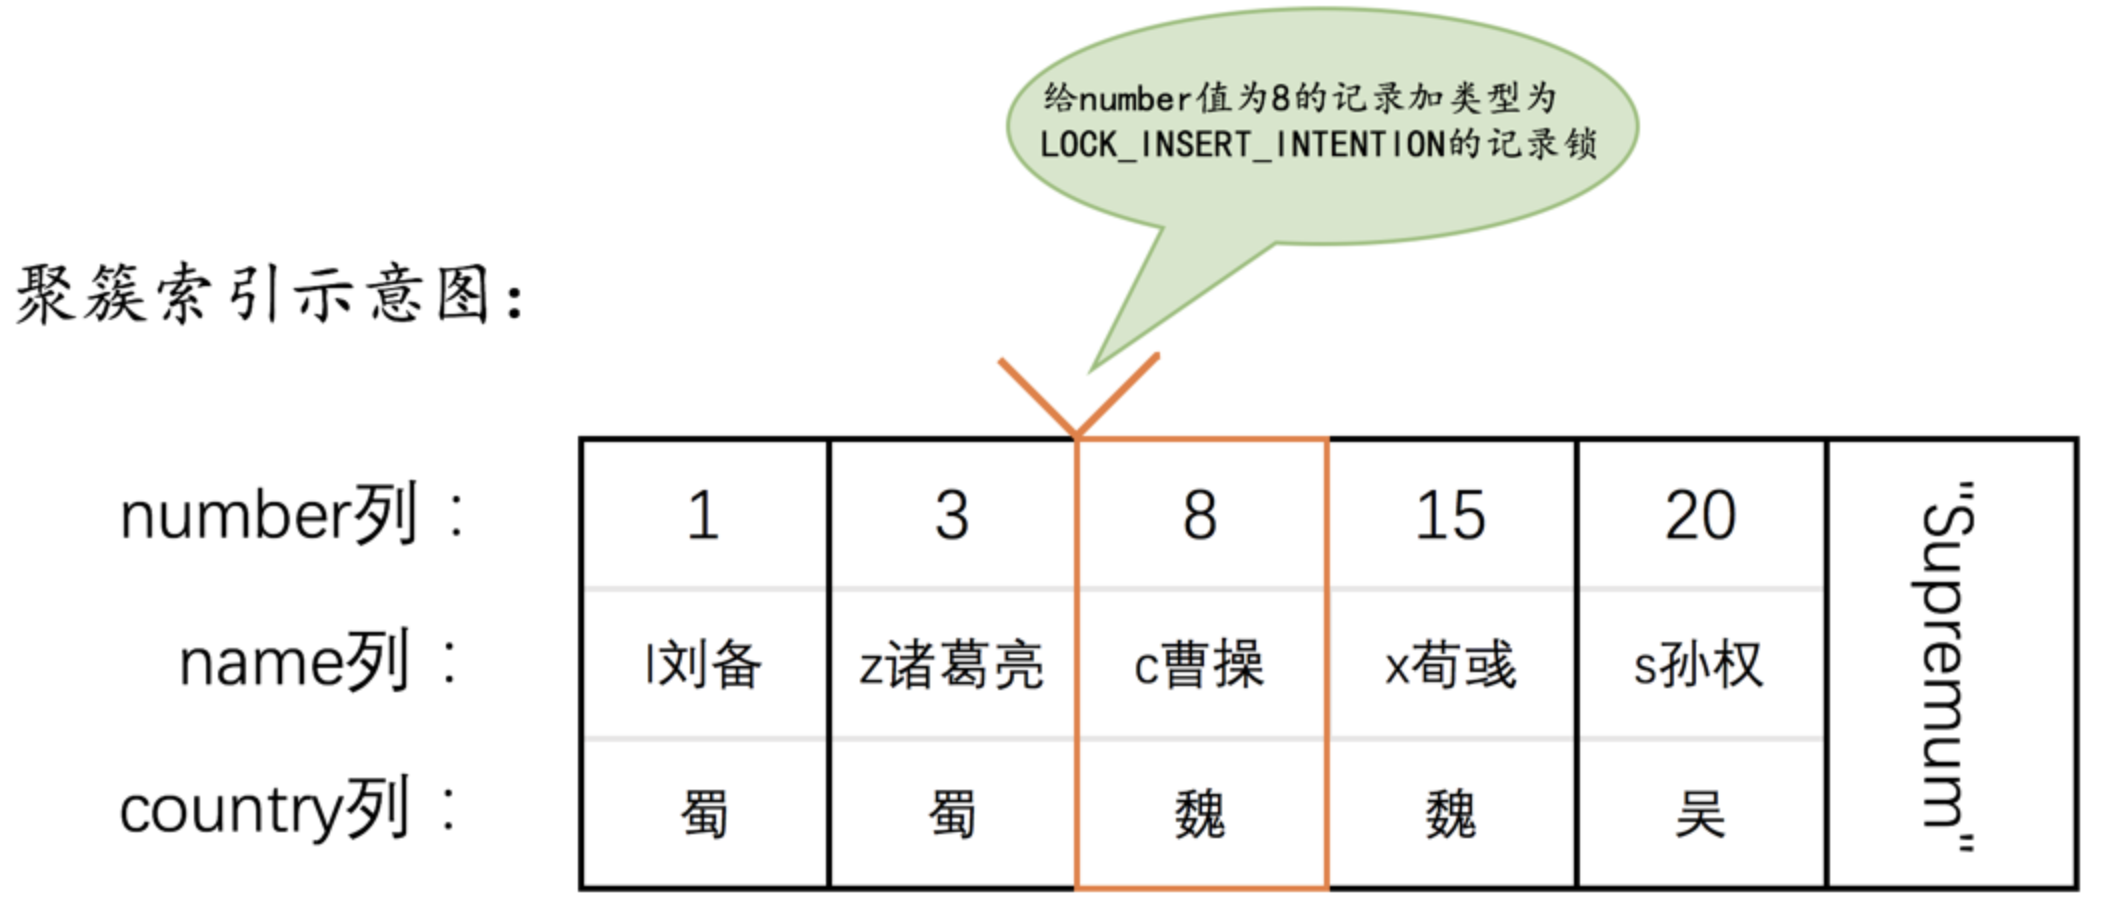 给number值为8的记录加类型为
LOCK_INSERT_INTENTION的记录锁
聚簇索引示意图：
number列： 1 3 8 15 20 "Supremum"
name列： l刘备 z诸葛亮 c曹操 x荀彧 s孙权
country列： 蜀 蜀 魏 魏 吴